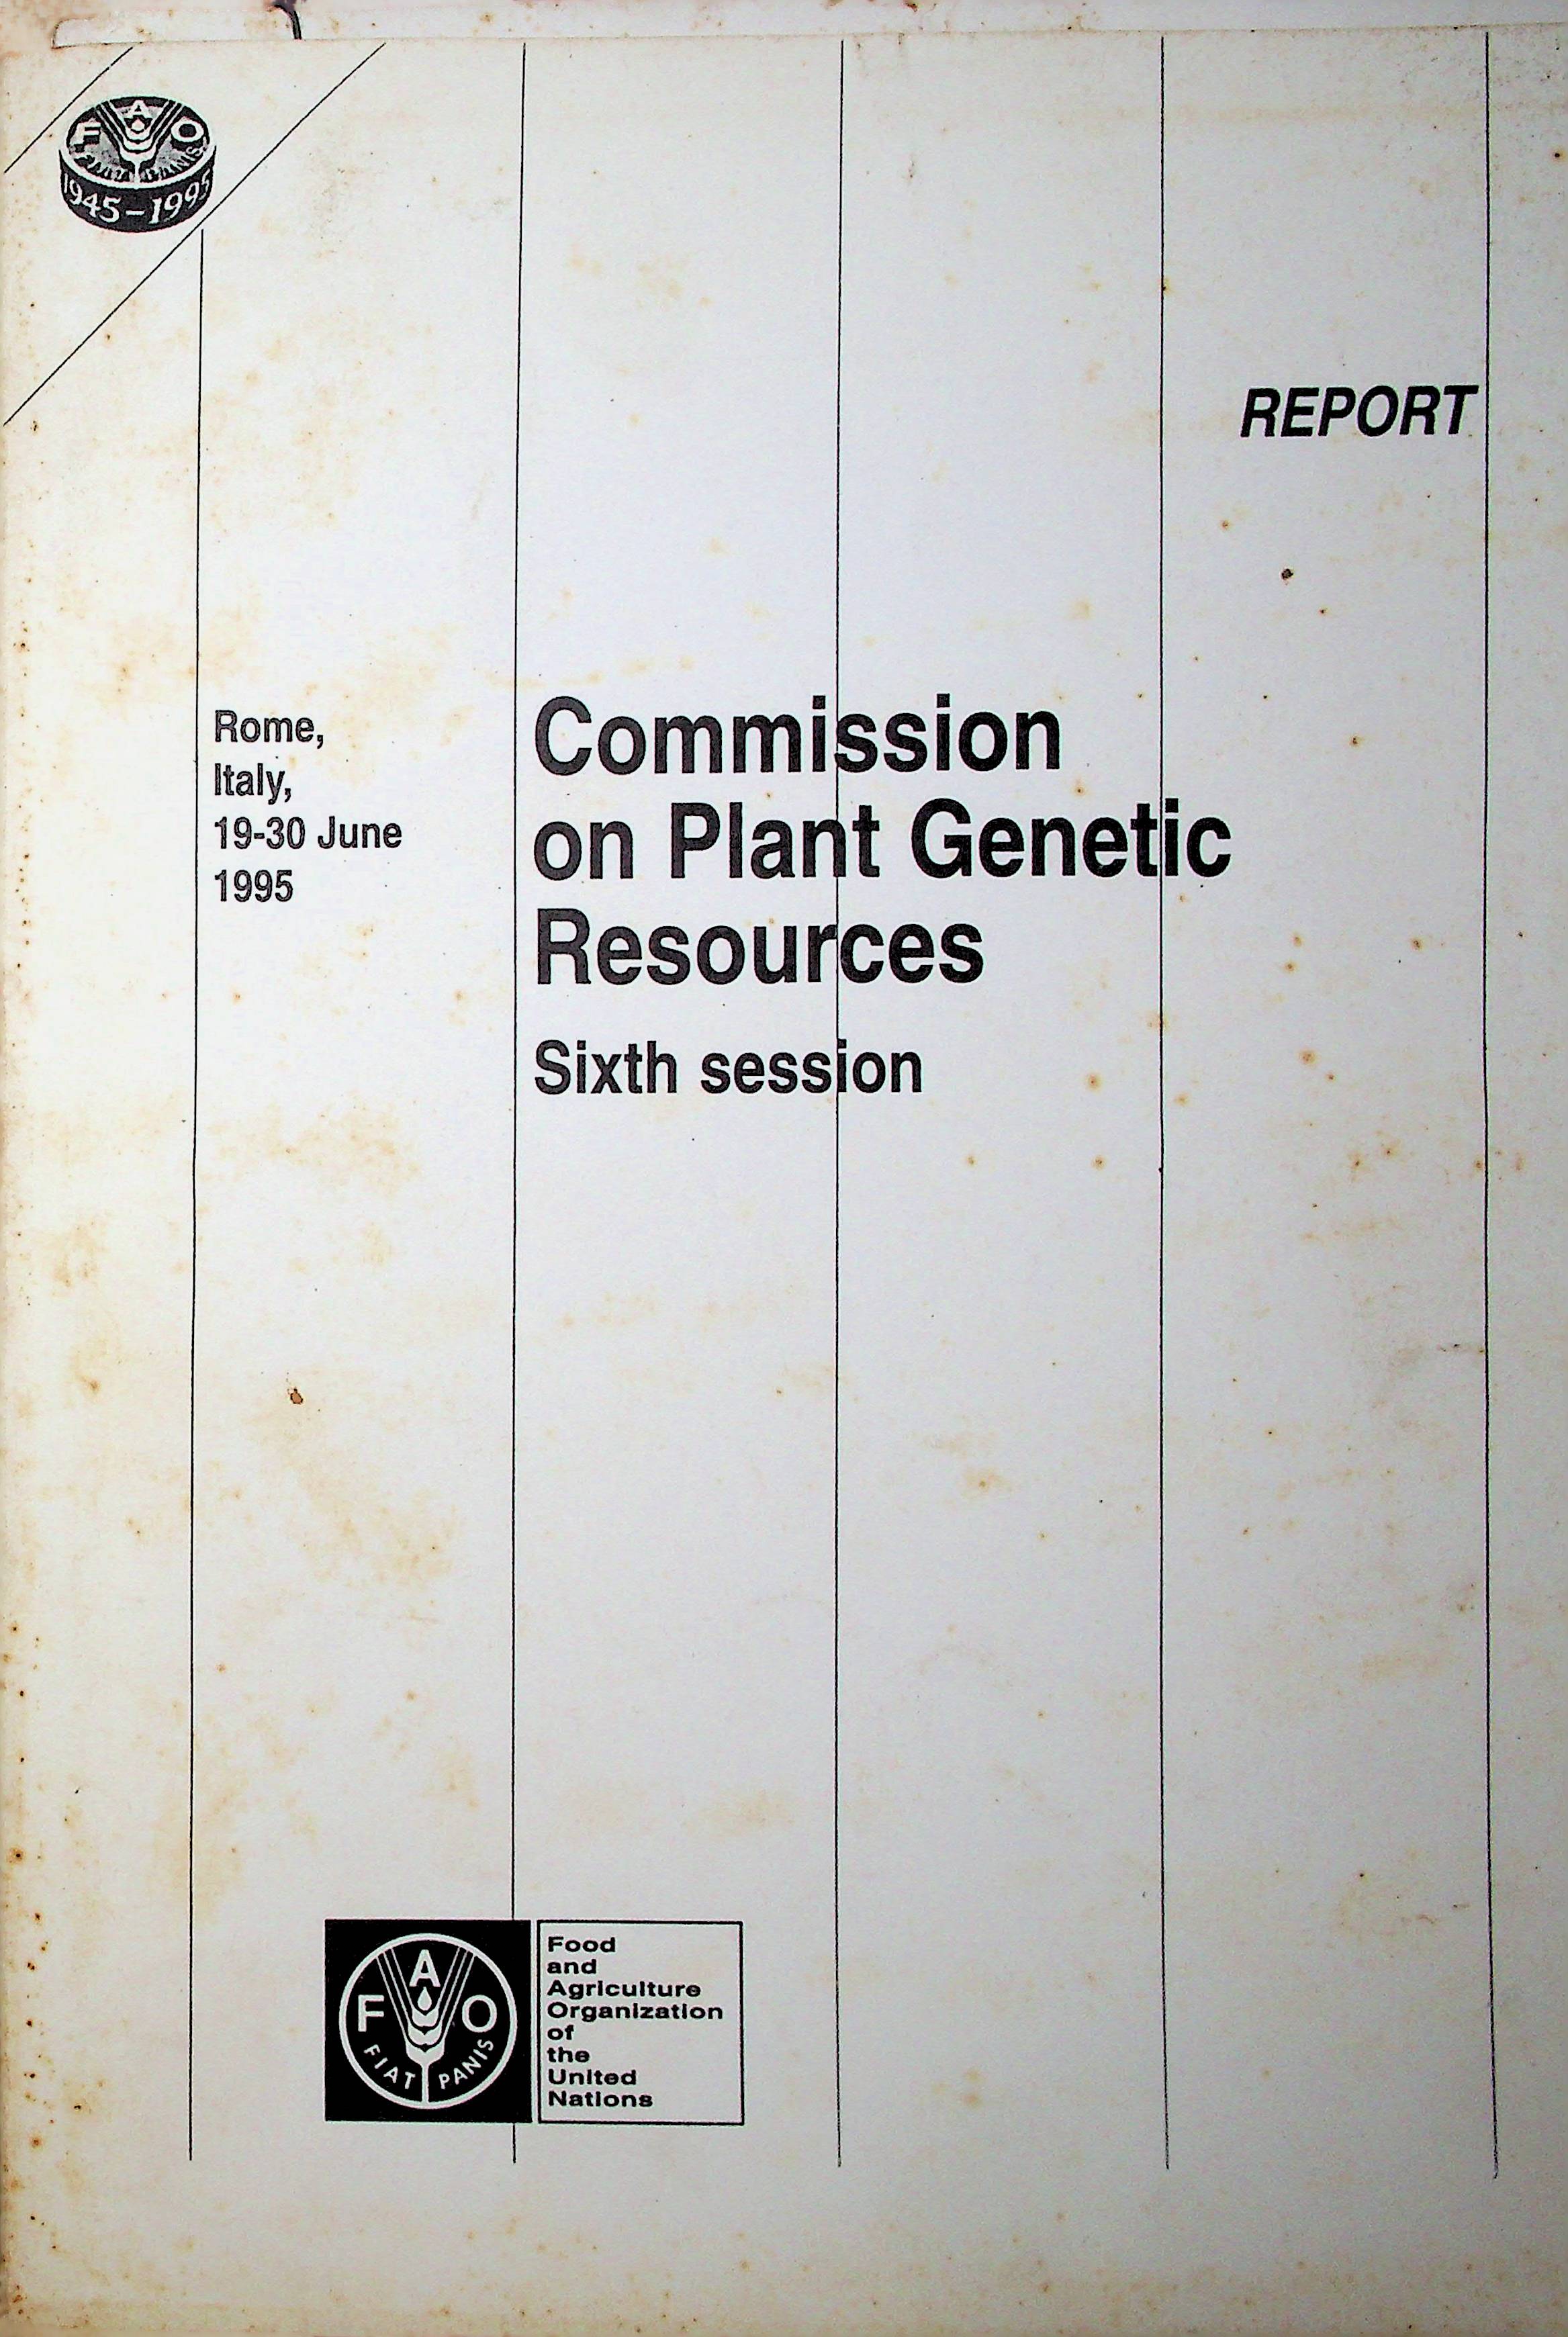 F A O
FIAT PANIS
1945-1995
REPORT
Rome,
Italy,
19-30 June
1995
Commission
on Plant Genetic
Resources
Sixth session
F A O
FIAT PANIS
Food
and
Agriculture
Organization
of
the
United
Nations